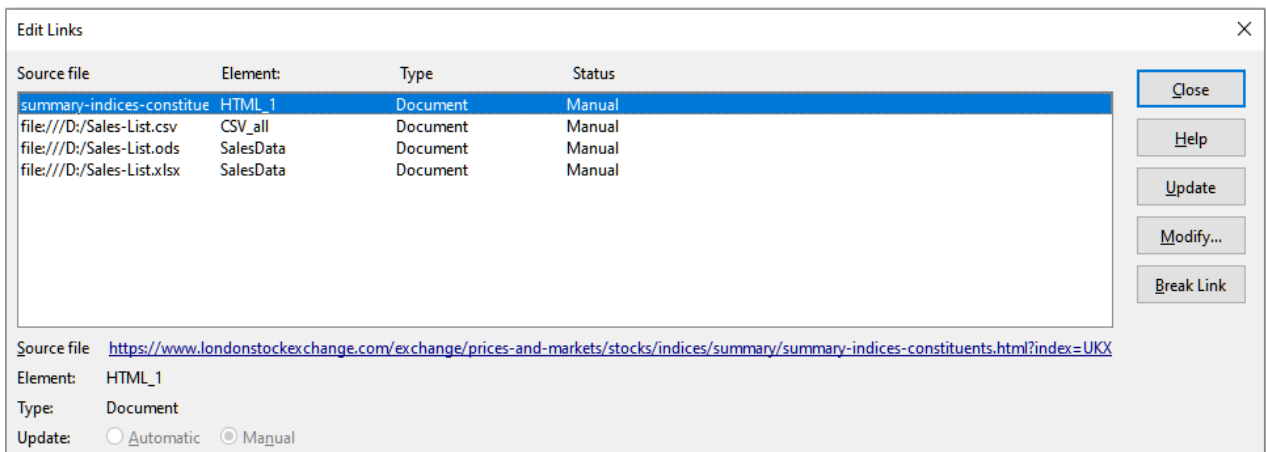 Edit Links
Source file Element: Type Status
summary-indices-constitue HTML_1 Document Manual
file:///D:/Sales-List.csv CSV_all Document Manual
file:///D:/Sales-List.ods SalesData Document Manual
file:///D:/Sales-List.xlsx SalesData Document Manual
Close
Help
Update
Modify...
Break Link
Source file https://www.londonstockexchange.com/exchange/prices-and-markets/stocks/indices/summary/summary-indices-constituents.html?index=UKX
Element: HTML_1
Type: Document
Update: Automatic Manual